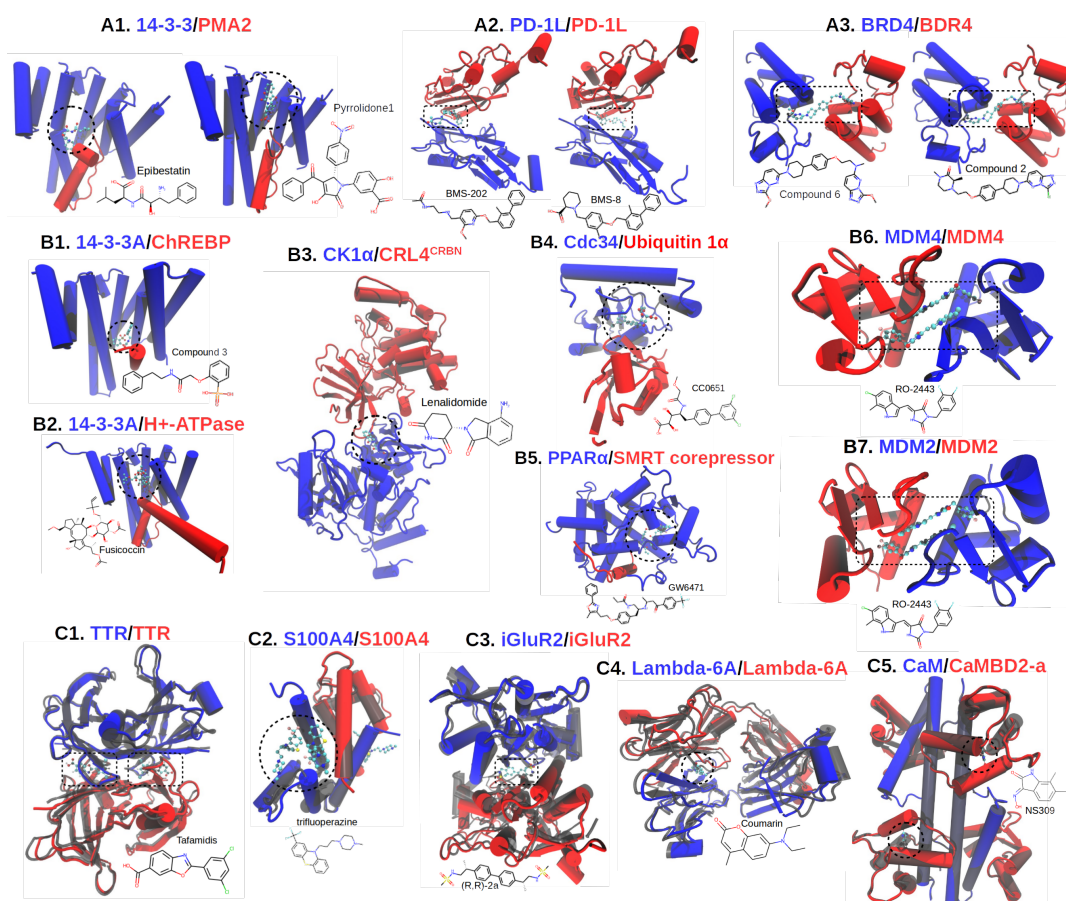 A1. 14-3-3/PMA2
Epibestatin
Pyrrolidone1
A2. PD-1L/PD-1L
BMS-202
BMS-8
A3. BRD4/BDR4
Compound 6
Compound 2
B1. 14-3-3A/ChREBP
Compound 3
B2. 14-3-3A/H+-ATPase
Fusicoccin
B3. CK1α/CRL4CRBN
Lenalidomide
B4. Cdc34/Ubiquitin 1α
CC0651
B5. PPARα/SMRT corepressor
GW6471
B6. MDM4/MDM4
RO-2443
B7. MDM2/MDM2
RO-2443
C1. TTR/TTR
Tafamidis
C2. S100A4/S100A4
trifluoperazine
C3. iGluR2/iGluR2
(R,R)-2a
C4. Lambda-6A/Lambda-6A
Coumarin
C5. CaM/CaMBD2-a
NS309